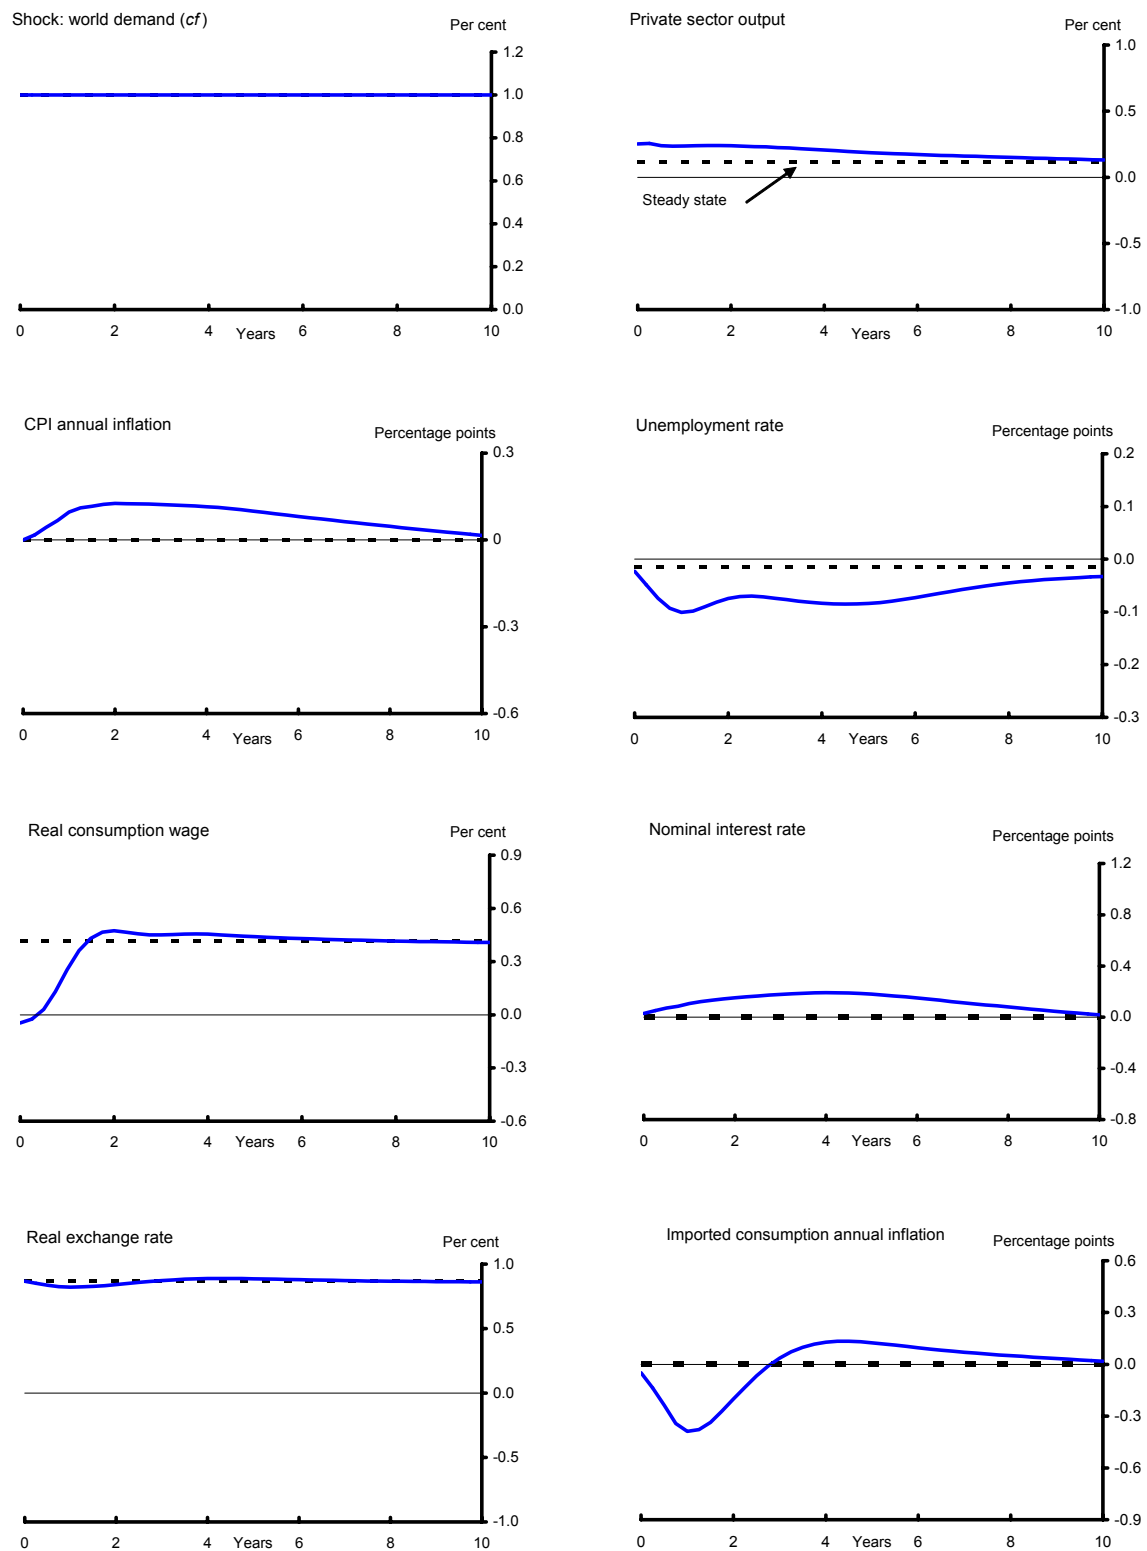 Shock: world demand (cf)
Per cent
1.2
1.0
0.8
0.6
0.4
0.2
0.0
0 2 4 Years 6 8 10
Private sector output
Per cent
1.0
0.5
0.0
Steady state
-0.5
-1.0
0 2 4 Years 6 8 10
CPI annual inflation
Percentage points
0.3
0
-0.3
-0.6
0 2 4 Years 6 8 10
Unemployment rate
Percentage points
0.2
0.1
0.0
-0.1
-0.2
-0.3
0 2 4 Years 6 8 10
Real consumption wage
Per cent
0.9
0.6
0.3
0.0
-0.3
-0.6
0 2 4 Years 6 8 10
Nominal interest rate
Percentage points
1.2
0.8
0.4
0.0
-0.4
-0.8
0 2 4 Years 6 8 10
Real exchange rate
Per cent
1.0
0.5
0.0
-0.5
-1.0
0 2 4 Years 6 8 10
Imported consumption annual inflation
Percentage points
0.6
0.3
0.0
-0.3
-0.6
-0.9
0 2 4 Years 6 8 10